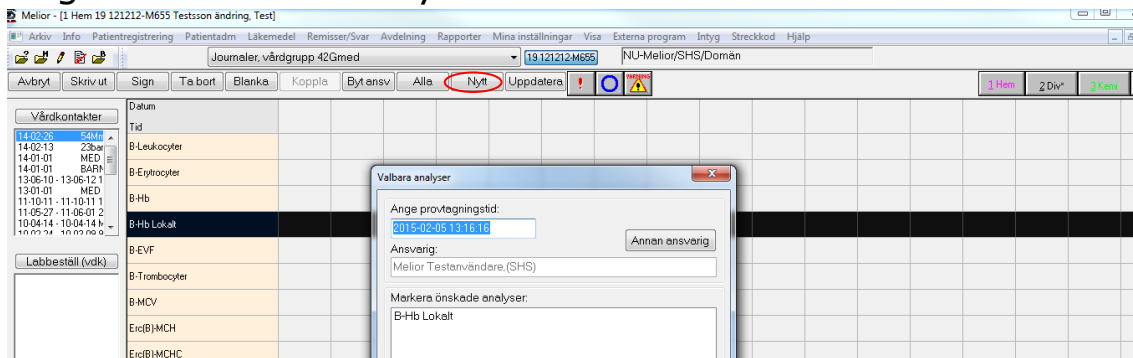 Melior - [1 Hem 19 121212-M655 Testsson ändring, Test]
Arkiv Info Patientregistrering Patientadm Läkemedel Remisser/Svar Avdelning Rapporter Mina inställningar Visa Externa program Intyg Streckkod Hjälp
Journaler, vårdgrupp 42Gmed 19 121212-M655 NU-Melior/SHS/Domän
Avbryt Skriv ut Sign Ta bort Blanka Koppla Byt ansv Alla Nytt Uppdatera ! WARNING 1 Hem 2 Div* 3 Kemi
Vårdkontakter
14-02-26 54Mm
14-02-13 23bar
14-01-01 MED
14-01-01 BARN
13-06-10 - 13-06-12 1
13-01-01 MED
11-10-11 - 11-10-11 1
11-05-27 - 11-06-01 2
10-04-14 - 10-04-14 M
Labbeställ (vdk)
Datum
Tid
B-Leukocyter
B-Erytrocyter
B-Hb
B-Hb Lokalt
B-EVF
B-Trombocyter
B-MCV
Erc(B)-MCH
Erc(B)-MCHC
Valbara analyser
Ange provtagningstid:
2015-02-05 13:16:16
Annan ansvarig
Ansvarig:
Melior Testanvändare,(SHS)
Markera önskade analyser:
B-Hb Lokalt